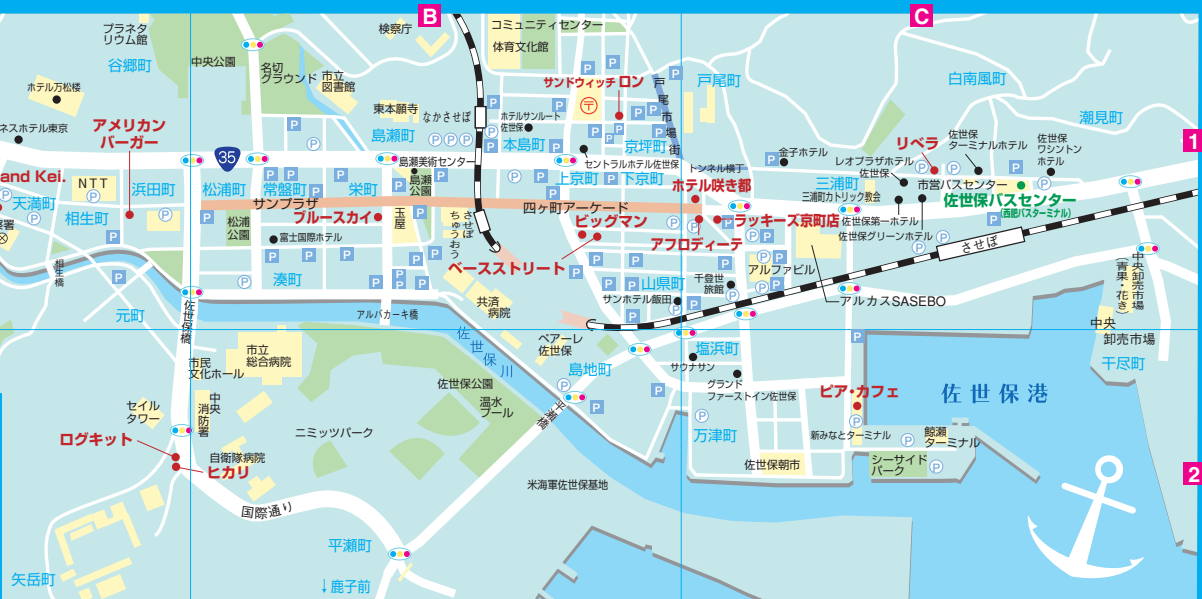 B
C
1
2
プラネタ
リウム館
谷郷町
ホテル万松楼
ネスホテル東京
アメリカン
バーガー
and Kei.
NTT
天満町
相生町
浜田町
相生橋
元町
中央公園
名切
グラウンド
市立
図書館
検察庁
東本願寺
島瀬町
なかさせぼ
35
松浦町
常盤町
栄町
サンプラザ
ブルースカイ
松浦
公園
富士国際ホテル
湊町
玉屋
島瀬美術センター
島瀬
公園
させぼ
ちゅうおう
アルバカーキ橋
佐世保橋
コミュニティセンター
体育文化館
サンドウィッチ ロン
〒
ホテルサンルート
佐世保
本島町
セントラルホテル佐世保
京坪町
上京町
下京町
戸尾市場街
戸尾町
トンネル横丁
四ヶ町アーケード
ビッグマン
ベースストリート
ホテル咲き都
ラッキーズ京町店
アフロディーテ
山県町
千登世
旅館
サンホテル飯田
アルファビル
アルカスSASEBO
金子ホテル
三浦町
レオプラザホテル
佐世保
三浦町カトリック教会
リベラ
佐世保
ターミナルホテル
市営バスセンター
佐世保
ワシントン
ホテル
佐世保バスセンター
(西肥バスターミナル)
佐世保第一ホテル
佐世保グリーンホテル
させぼ
白南風町
潮見町
中央卸売市場
(青果・花き)
中央
卸売市場
干尽町
共済
病院
佐世保川
ペアーレ
佐世保
島地町
平瀬橋
佐世保公園
温水
プール
市立
総合病院
市民
文化ホール
中央
消防署
セイル
タワー
ログキット
ヒカリ
自衛隊病院
ニミッツパーク
国際通り
平瀬町
↓鹿子前
矢岳町
米海軍佐世保基地
塩浜町
サウナサン
グランド
ファーストイン佐世保
万津町
佐世保朝市
ピア・カフェ
新みなとターミナル
鯨瀬
ターミナル
シーサイド
パーク
佐世保港